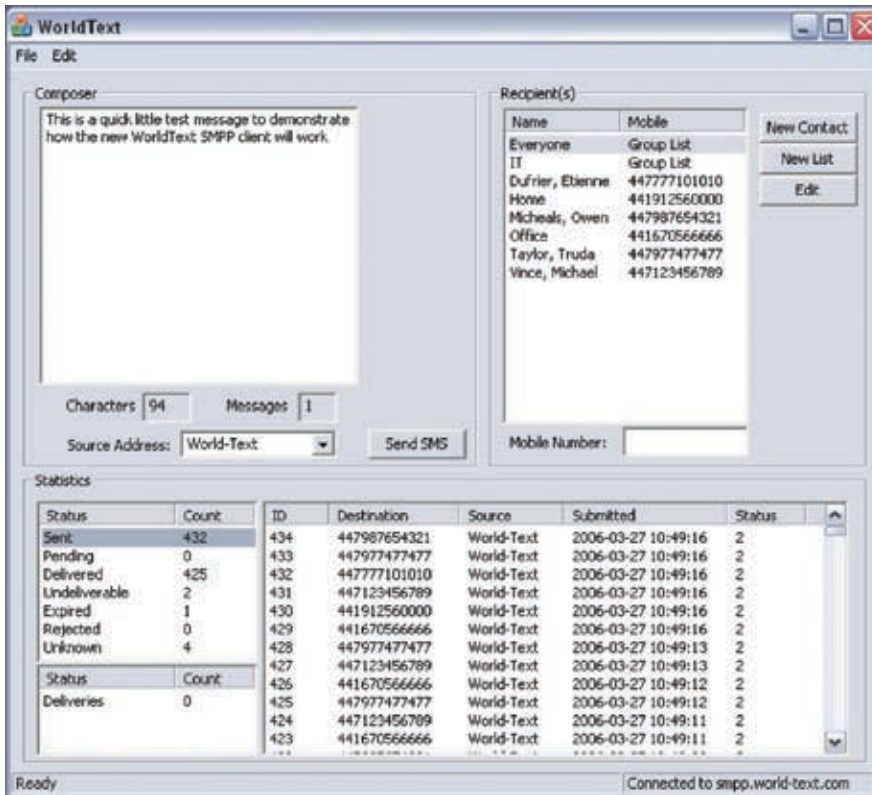 WorldText
File Edit
Composer
This is a quick little test message to demonstrate
how the new WorldText SMPP client will work
Characters 94 Messages 1
Source Address: World-Text Send SMS
Recipient(s)
Name Mobile
Everyone Group List
IT Group List
Dufrier, Etienne 447777101010
Home 441912560000
Micheals, Owen 447987654321
Office 441670566666
Taylor, Truda 447977477477
Vince, Michael 447123456789
New Contact
New List
Edit
Mobile Number:
Statistics
Status Count
Sent 432
Pending 0
Delivered 425
Undeliverable 2
Expired 1
Rejected 0
Unknown 4
Status Count
Deliveries 0
ID Destination Source Submitted Status
434 447987654321 World-Text 2006-03-27 10:49:16 2
433 447977477477 World-Text 2006-03-27 10:49:16 2
432 447777101010 World-Text 2006-03-27 10:49:16 2
431 447123456789 World-Text 2006-03-27 10:49:16 2
430 441912560000 World-Text 2006-03-27 10:49:16 2
429 441670566666 World-Text 2006-03-27 10:49:16 2
428 447977477477 World-Text 2006-03-27 10:49:13 2
427 447123456789 World-Text 2006-03-27 10:49:13 2
426 441670566666 World-Text 2006-03-27 10:49:12 2
425 447977477477 World-Text 2006-03-27 10:49:12 2
424 447123456789 World-Text 2006-03-27 10:49:11 2
423 441670566666 World-Text 2006-03-27 10:49:11 2
Ready Connected to smpp.world-text.com